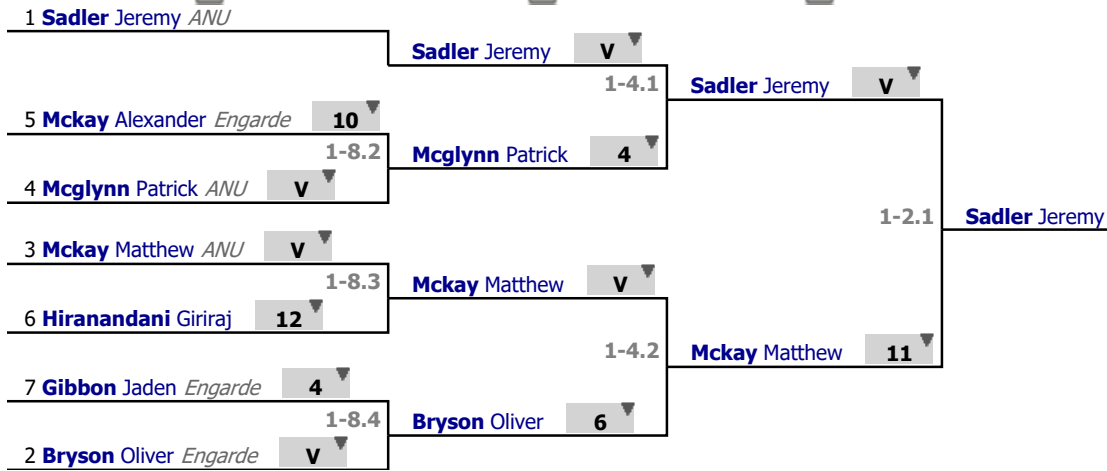 1 Sadler Jeremy ANU
Sadler Jeremy V
1-4.1
Sadler Jeremy V
5 Mckay Alexander Engarde 10
1-8.2
Mcglynn Patrick 4
4 Mcglynn Patrick ANU V
1-2.1
Sadler Jeremy
3 Mckay Matthew ANU V
1-8.3
Mckay Matthew V
6 Hiranandani Giriraj 12
1-4.2
Mckay Matthew 11
7 Gibbon Jaden Engarde 4
1-8.4
Bryson Oliver 6
2 Bryson Oliver Engarde V